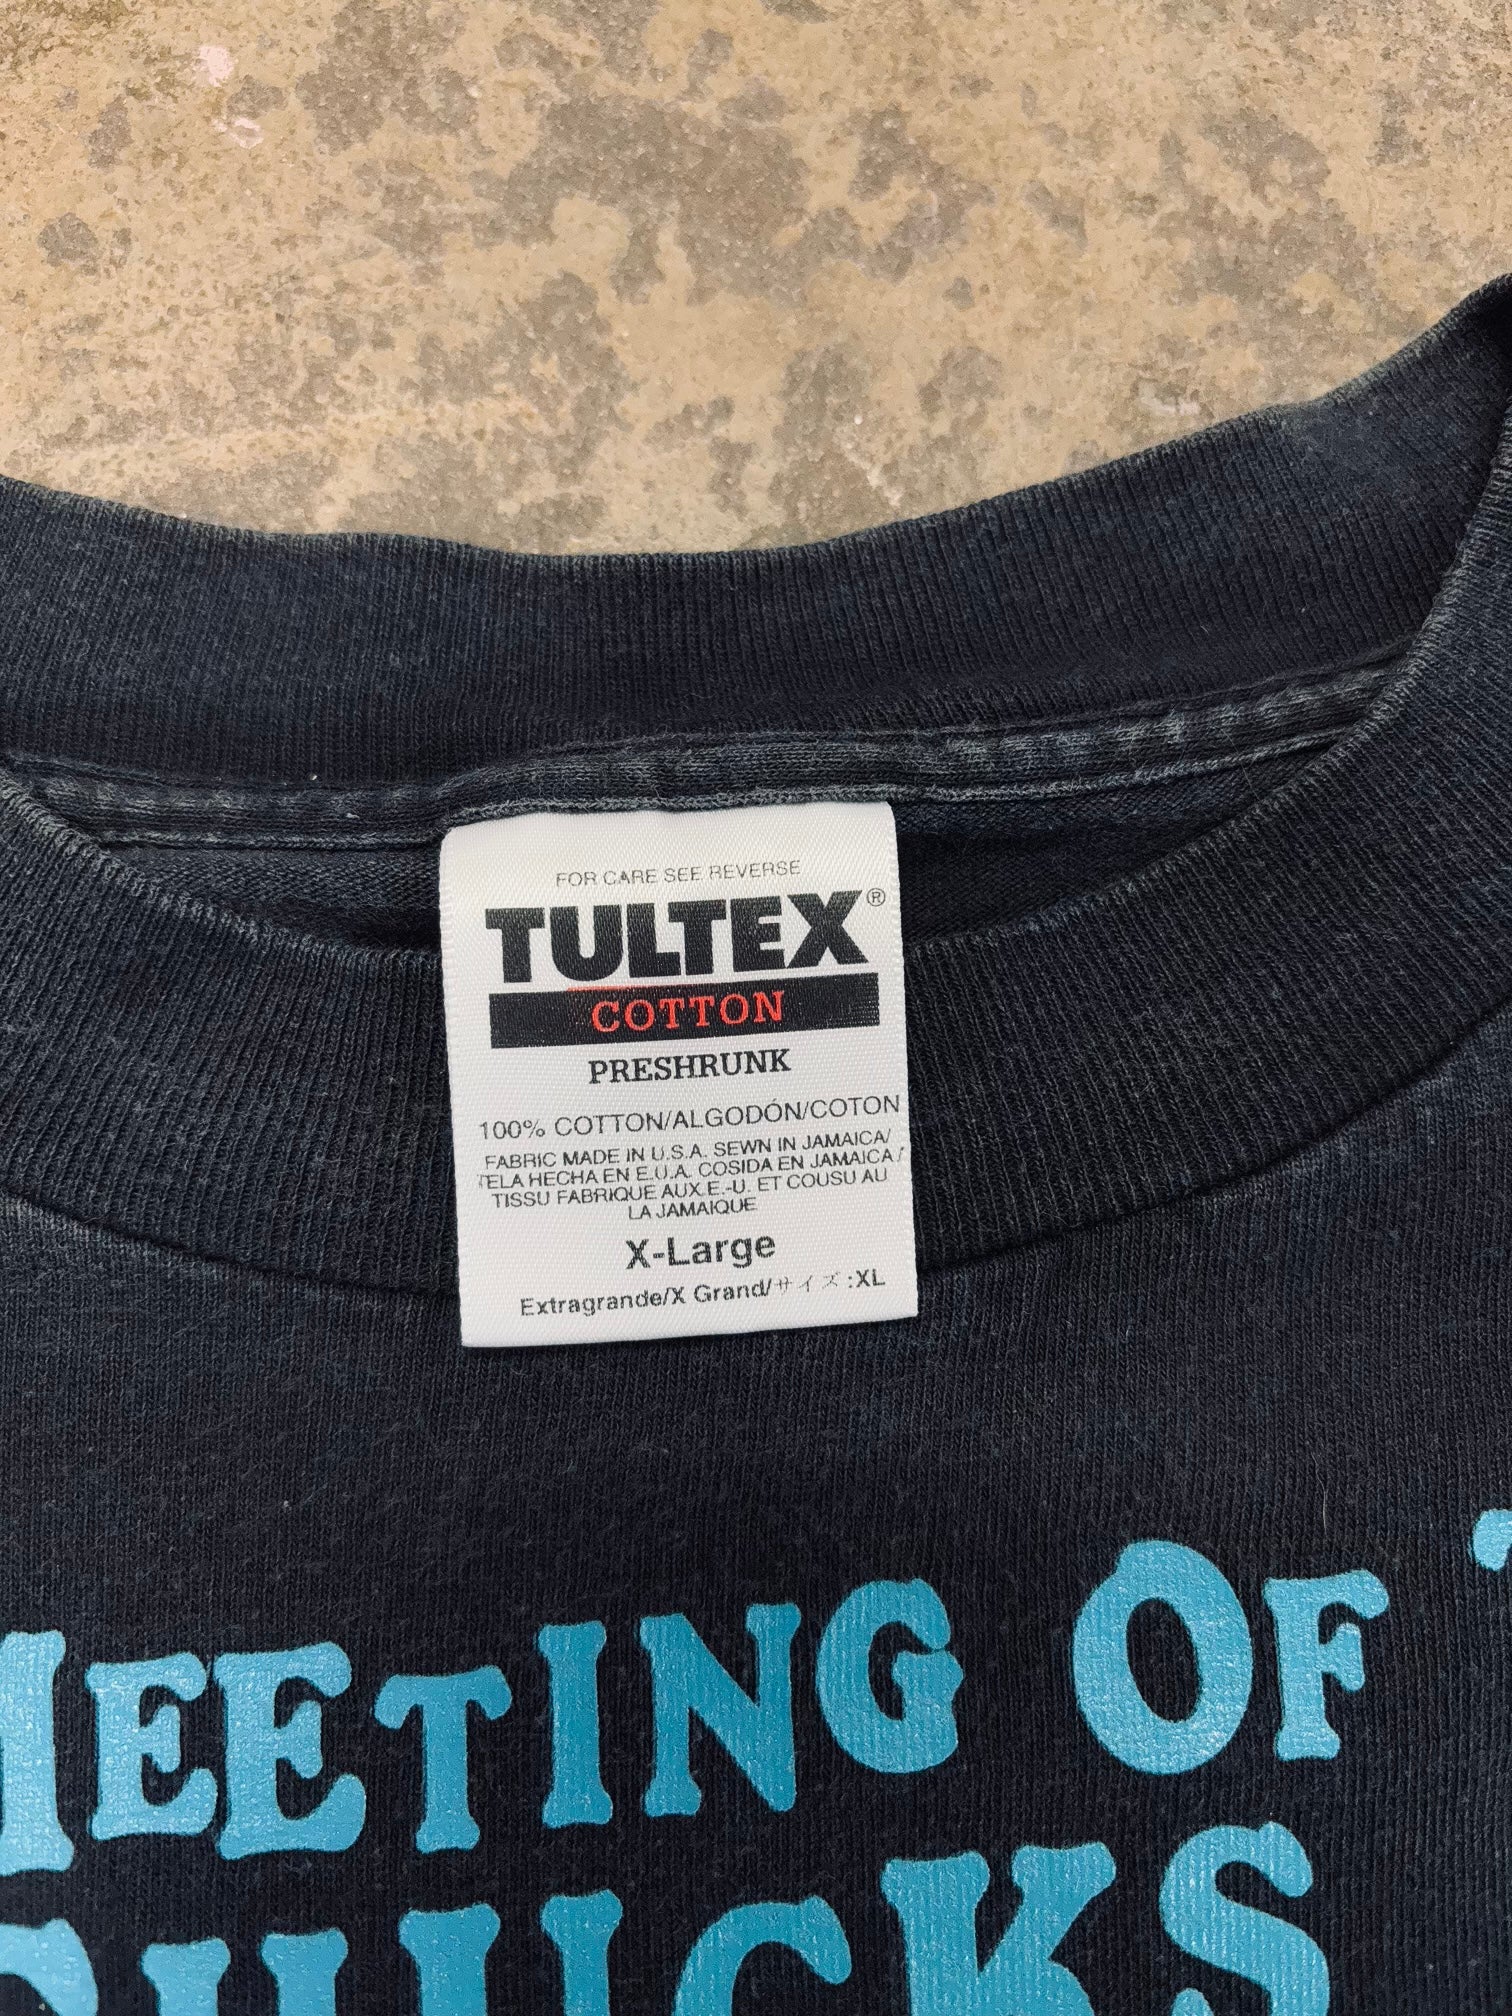 FOR CARE SEE REVERSE
TULTEX®
COTTON
PRESHRUNK
100% COTTON/ALGODÓN/COTON
FABRIC MADE IN U.S.A. SEWN IN JAMAICA/
TELA HECHA EN E.U.A. COSIDA EN JAMAICA/
TISSU FABRIQUE AUX E.-U. ET COUSU AU
LA JAMAIQUE
X-Large
Extragrande/X Grand/サイズ:XL
MEETING OF